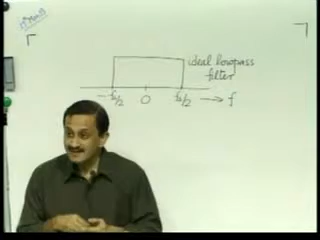 ideal lowpass
filter
-fs/2 0 fs/2 → f